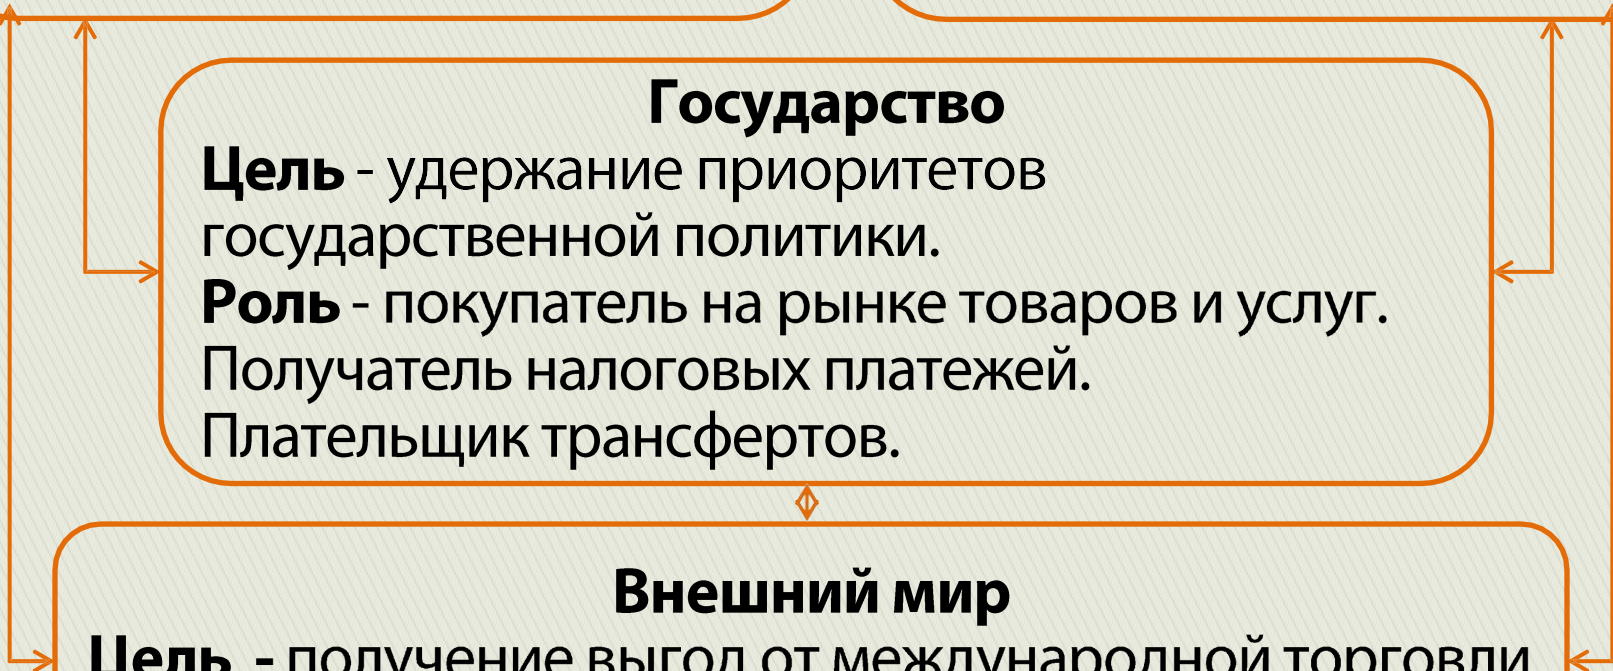 Государство
Цель - удержание приоритетов
государственной политики.
Роль - покупатель на рынке товаров и услуг.
Получатель налоговых платежей.
Плательщик трансфертов.
Внешний мир
Цель - получение выгод от международной торговли